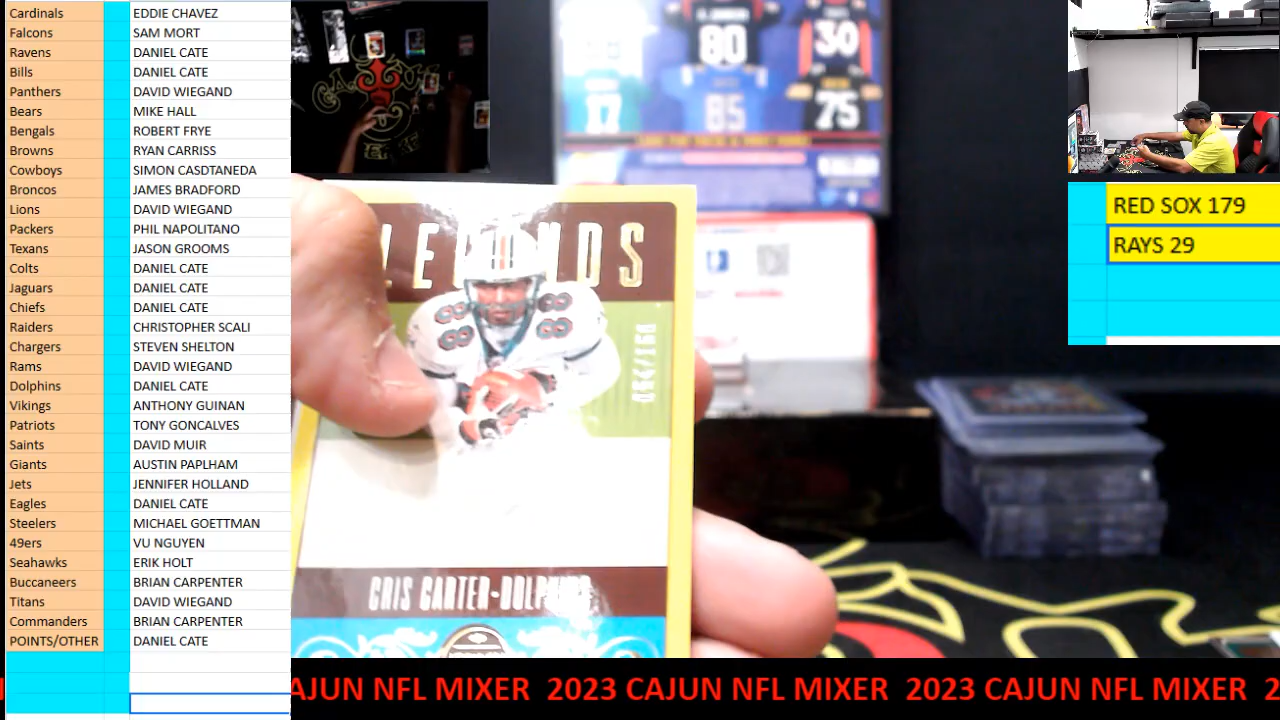 Cardinals EDDIE CHAVEZ
Falcons SAM MORT
Ravens DANIEL CATE
Bills DANIEL CATE
Panthers DAVID WIEGAND
Bears MIKE HALL
Bengals ROBERT FRYE
Browns RYAN CARRISS
Cowboys SIMON CASDTANEDA
Broncos JAMES BRADFORD
Lions DAVID WIEGAND
Packers PHIL NAPOLITANO
Texans JASON GROOMS
Colts DANIEL CATE
Jaguars DANIEL CATE
Chiefs DANIEL CATE
Raiders CHRISTOPHER SCALI
Chargers STEVEN SHELTON
Rams DAVID WIEGAND
Dolphins DANIEL CATE
Vikings ANTHONY GUINAN
Patriots TONY GONCALVES
Saints DAVID MUIR
Giants AUSTIN PAPLHAM
Jets JENNIFER HOLLAND
Eagles DANIEL CATE
Steelers MICHAEL GOETTMAN
49ers VU NGUYEN
Seahawks ERIK HOLT
Buccaneers BRIAN CARPENTER
Titans DAVID WIEGAND
Commanders BRIAN CARPENTER
POINTS/OTHER DANIEL CATE
80 30
17 85 75
LEGENDS
88 88
CRIS CARTER-DOLPHINS
RED SOX 179
RAYS 29
AJUN NFL MIXER 2023 CAJUN NFL MIXER 2023 CAJUN NFL MIXER 2